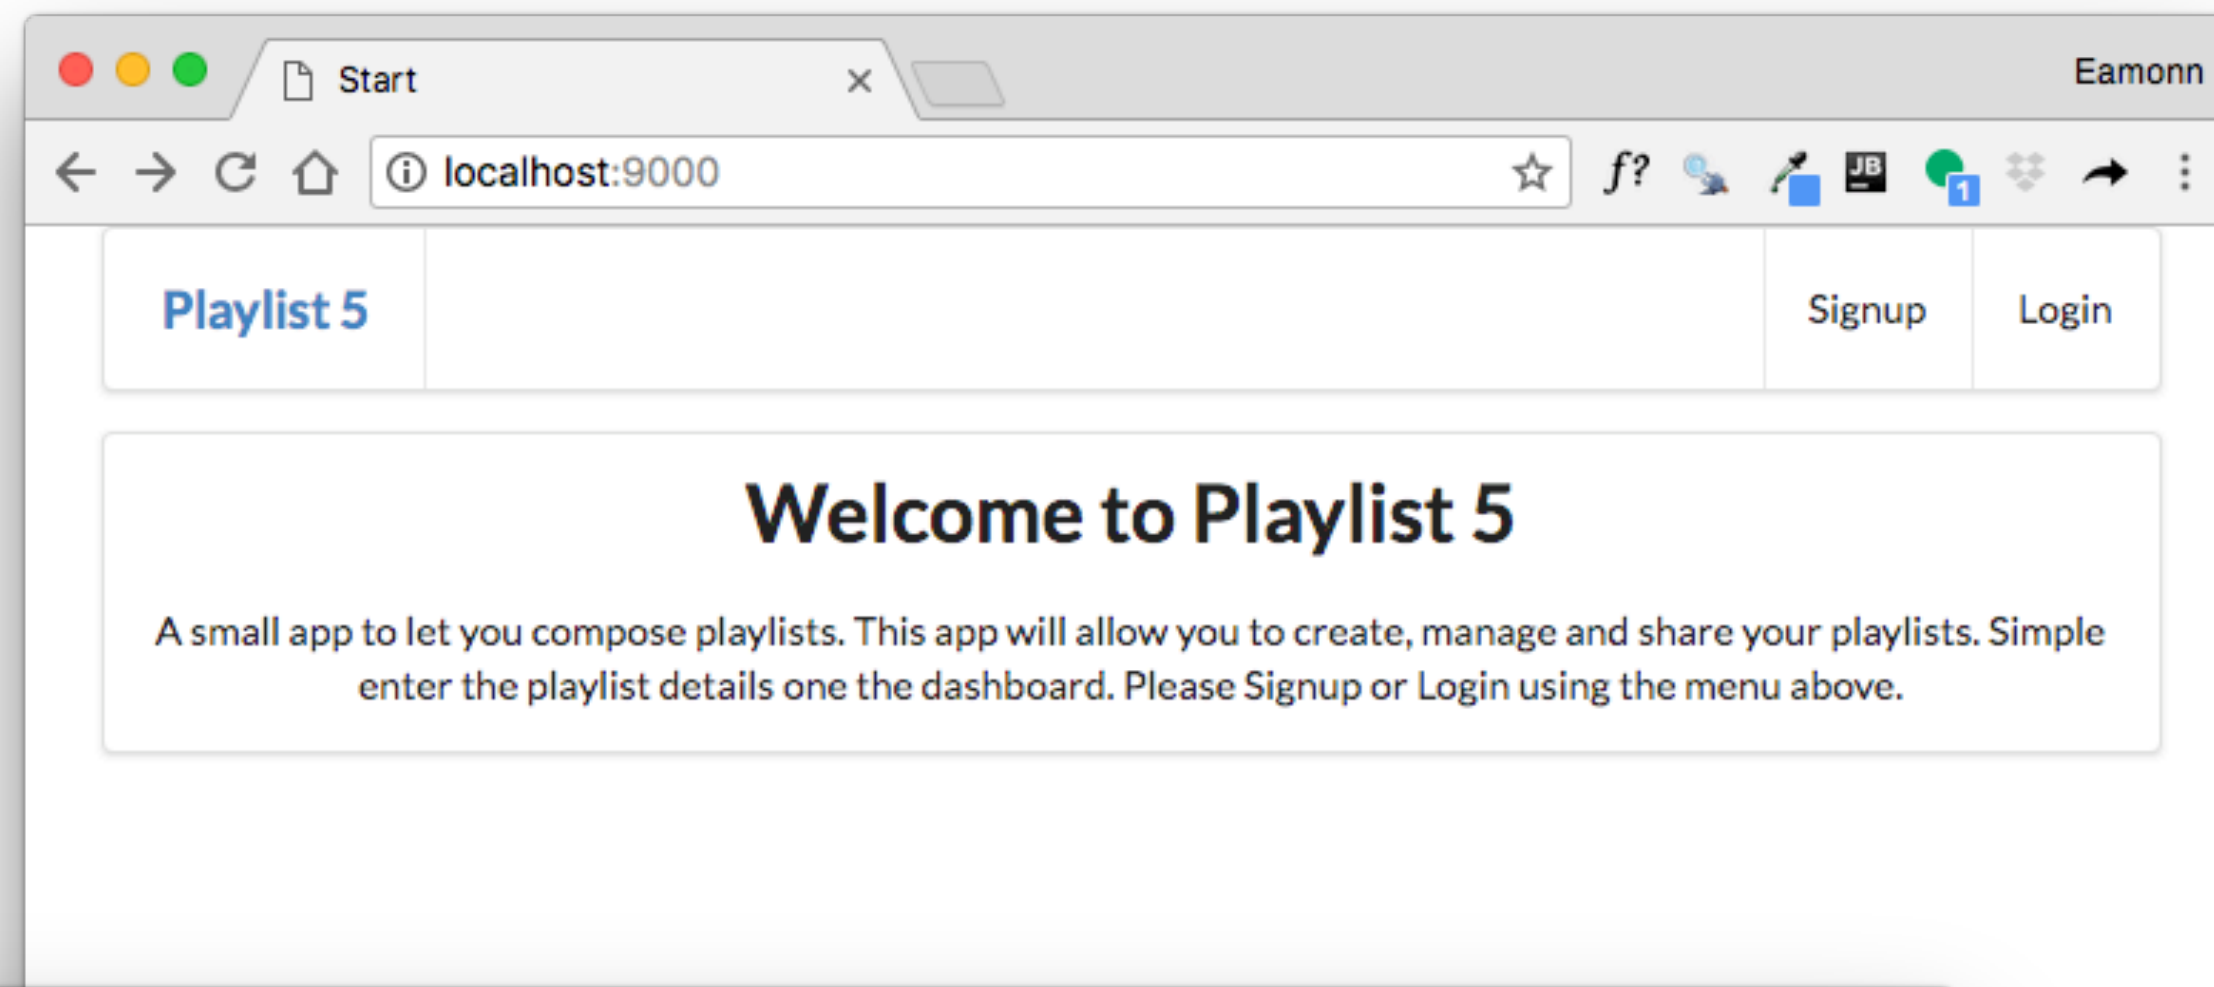 Start
Eamonn
localhost:9000
f?
JB
1
Playlist 5
Signup
Login
Welcome to Playlist 5
A small app to let you compose playlists. This app will allow you to create, manage and share your playlists. Simple
enter the playlist details one the dashboard. Please Signup or Login using the menu above.